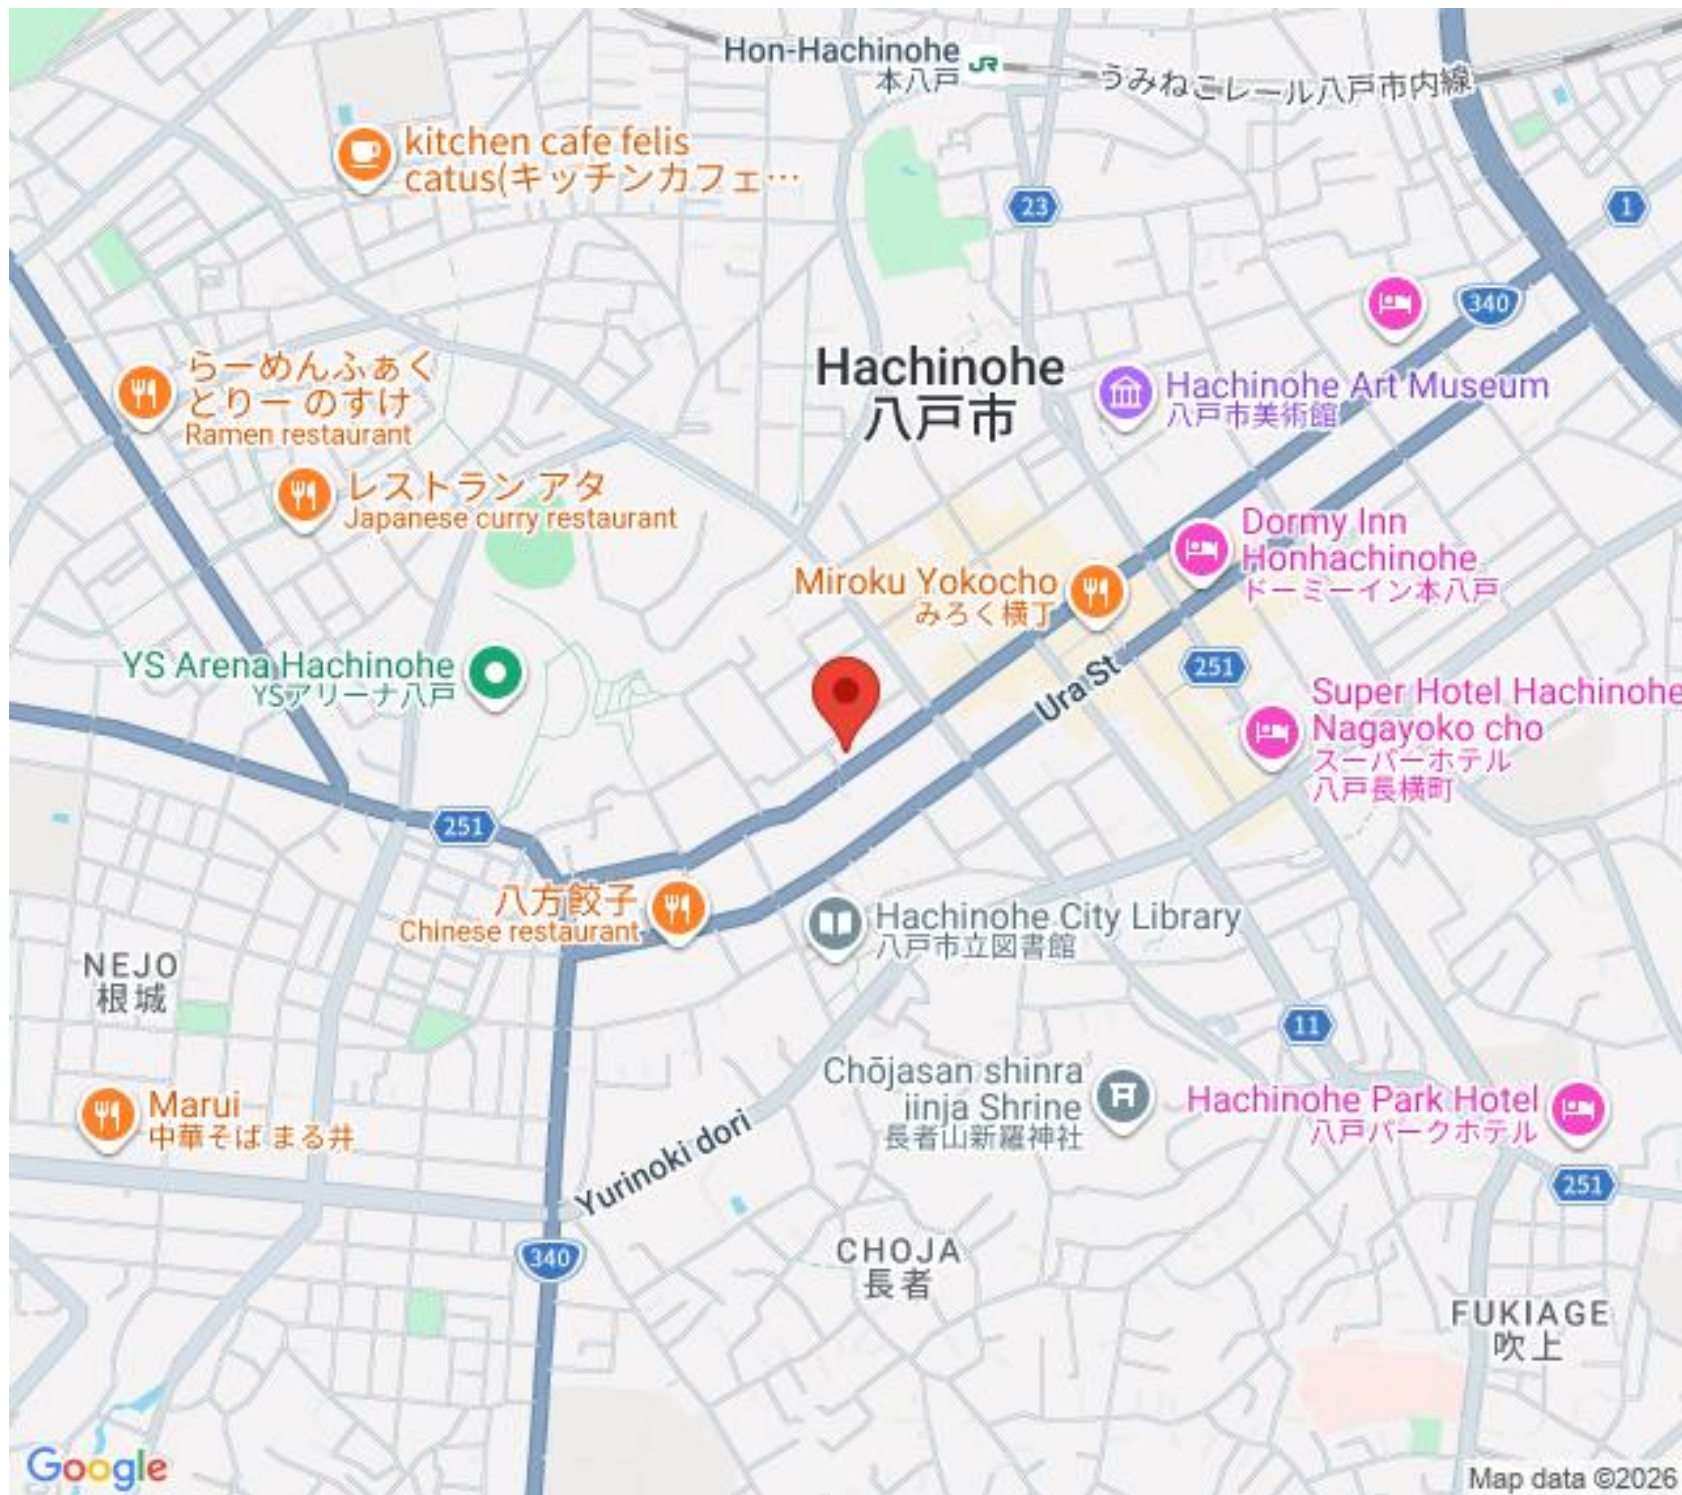 Hon-Hachinohe
本八戸
JR
うみねこレール八戸市内線
kitchen cafe felis
catus(キッチンカフェ…
23
1
340
らーめんふぁく
とりー のすけ
Ramen restaurant
Hachinohe
八戸市
Hachinohe Art Museum
八戸市美術館
レストラン アタ
Japanese curry restaurant
Dormy Inn
Honhachinohe
ドーミーイン本八戸
Miroku Yokocho
みろく横丁
YS Arena Hachinohe
YSアリーナ八戸
251
Ura St
Super Hotel Hachinohe
Nagayoko cho
スーパーホテル
八戸長横町
251
八方餃子
Chinese restaurant
Hachinohe City Library
八戸市立図書館
NEJO
根城
11
Chōjasan shinra
jinja Shrine
長者山新羅神社
Hachinohe Park Hotel
八戸パークホテル
Marui
中華そば まる井
Yurinoki dori
251
340
CHOJA
長者
FUKIAGE
吹上
Google
Map data ©2026